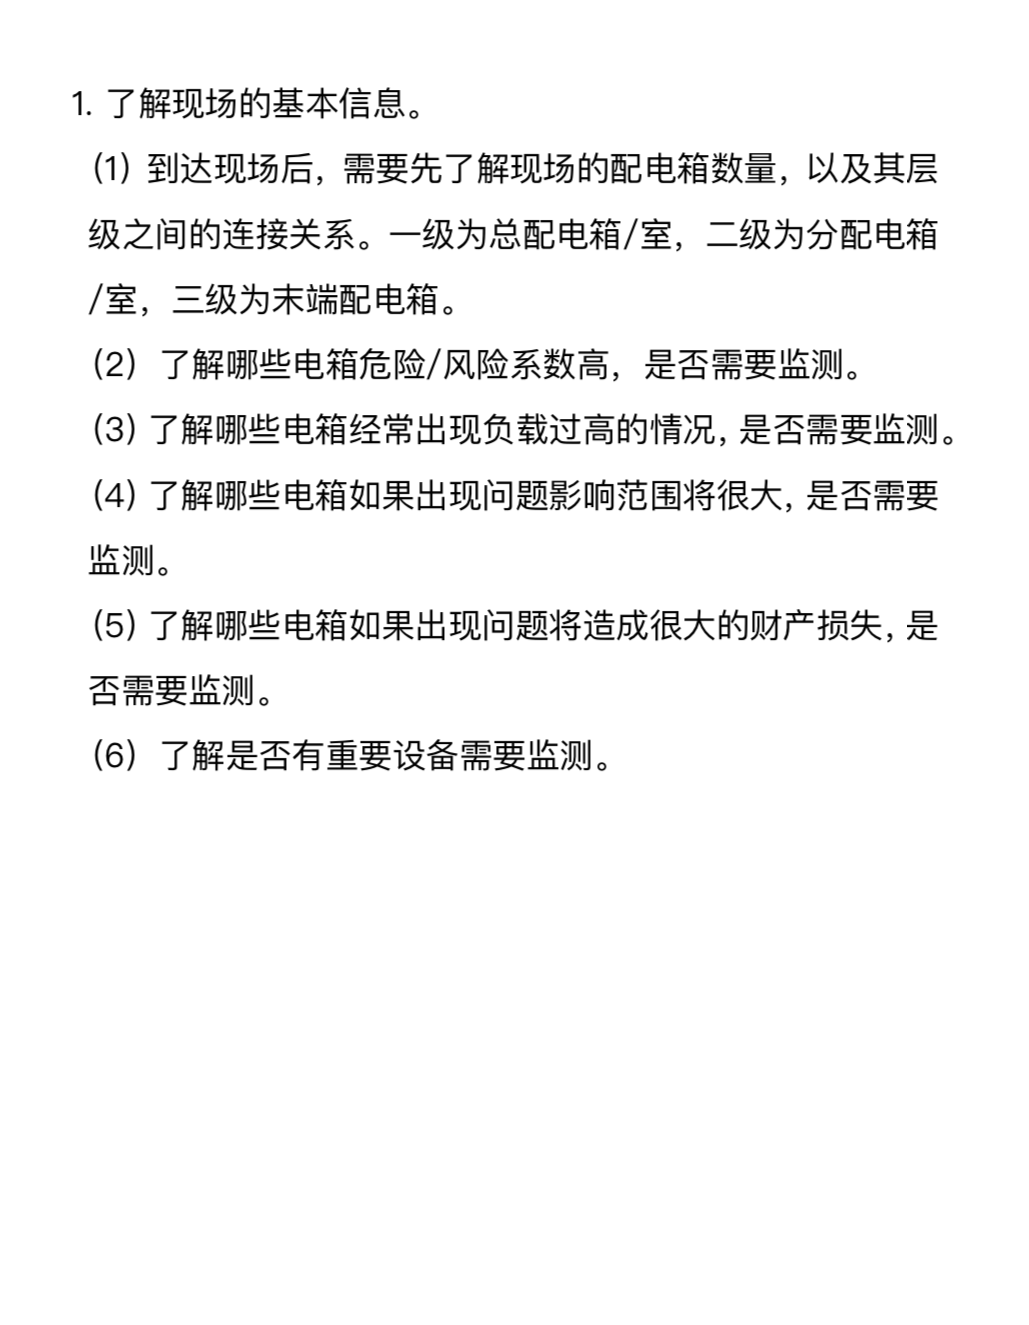 1. 了解现场的基本信息。
（1）到达现场后，需要先了解现场的配电箱数量，以及其层
级之间的连接关系。一级为总配电箱/室，二级为分配电箱
/室，三级为末端配电箱。
（2）了解哪些电箱危险/风险系数高，是否需要监测。
（3）了解哪些电箱经常出现负载过高的情况，是否需要监测。
（4）了解哪些电箱如果出现问题影响范围将很大，是否需要
监测。
（5）了解哪些电箱如果出现问题将造成很大的财产损失，是
否需要监测。
（6）了解是否有重要设备需要监测。